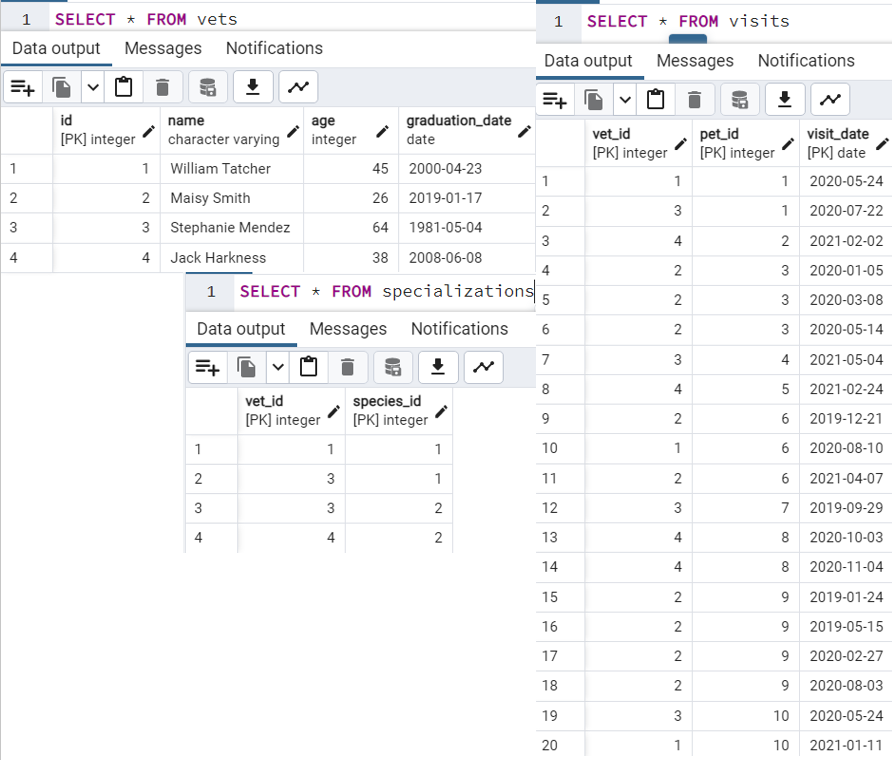 1 SELECT * FROM vets
Data output Messages Notifications
id name age graduation_date
[PK] integer character varying integer date
1 1 William Tatcher 45 2000-04-23
2 2 Maisy Smith 26 2019-01-17
3 3 Stephanie Mendez 64 1981-05-04
4 4 Jack Harkness 38 2008-06-08
1 SELECT * FROM specializations
Data output Messages Notifications
vet_id species_id
[PK] integer [PK] integer
1 1 1
2 3 1
3 3 2
4 4 2
1 SELECT * FROM visits
Data output Messages Notifications
vet_id pet_id visit_date
[PK] integer [PK] integer [PK] date
1 1 1 2020-05-24
2 3 1 2020-07-22
3 4 2 2021-02-02
4 2 3 2020-01-05
5 2 3 2020-03-08
6 2 3 2020-05-14
7 3 4 2021-05-04
8 4 5 2021-02-24
9 2 6 2019-12-21
10 1 6 2020-08-10
11 2 6 2021-04-07
12 3 7 2019-09-29
13 4 8 2020-10-03
14 4 8 2020-11-04
15 2 9 2019-01-24
16 2 9 2019-05-15
17 2 9 2020-02-27
18 2 9 2020-08-03
19 3 10 2020-05-24
20 1 10 2021-01-11